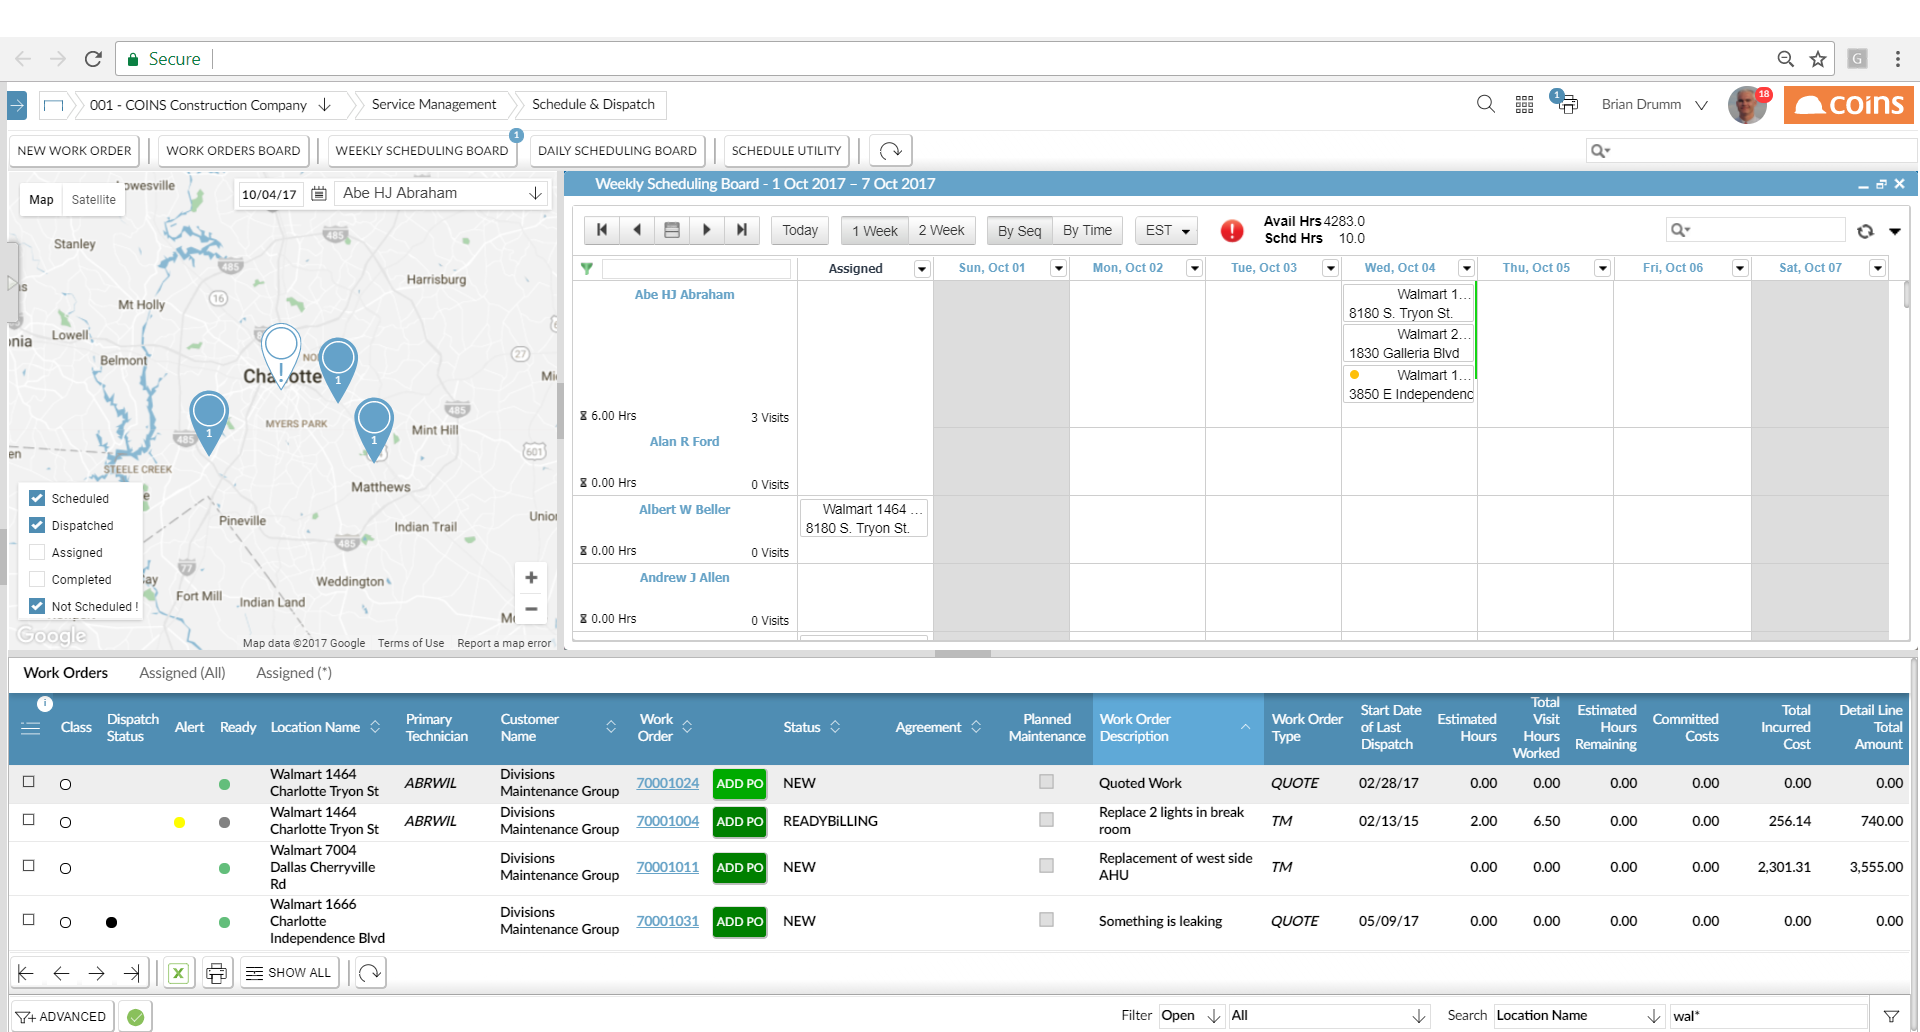 Secure
G
001 - COINS Construction Company
Service Management
Schedule & Dispatch
1
Brian Drumm
18
coins
NEW WORK ORDER
WORK ORDERS BOARD
WEEKLY SCHEDULING BOARD
1
DAILY SCHEDULING BOARD
SCHEDULE UTILITY
Map
Satellite
10/04/17
Abe HJ Abraham
Stanley
485
Harrisburg
Mt Holly
16
Lowell
Belmont
27
Charlotte
!
1
1
1
MYERS PARK
485
485
Mint Hill
601
STEELE CREEK
Matthews
Pineville
Indian Trail
485
77
Weddington
Fort Mill
Indian Land
Scheduled
Dispatched
Assigned
Completed
Not Scheduled !
+
−
Google
Map data ©2017 Google
Terms of Use
Report a map error
Weekly Scheduling Board - 1 Oct 2017 – 7 Oct 2017
Today
1 Week
2 Week
By Seq
By Time
EST
Avail Hrs 4283.0
Schd Hrs 10.0
Assigned
Sun, Oct 01
Mon, Oct 02
Tue, Oct 03
Wed, Oct 04
Thu, Oct 05
Fri, Oct 06
Sat, Oct 07
Abe HJ Abraham
6.00 Hrs
3 Visits
Walmart 1...
8180 S. Tryon St.
Walmart 2...
1830 Galleria Blvd
Walmart 1...
3850 E Independenc
Alan R Ford
0.00 Hrs
0 Visits
Albert W Beller
0.00 Hrs
0 Visits
Walmart 1464 ...
8180 S. Tryon St.
Andrew J Allen
0.00 Hrs
0 Visits
Work Orders
Assigned (All)
Assigned (*)
i
Class
Dispatch Status
Alert
Ready
Location Name
Primary Technician
Customer Name
Work Order
Status
Agreement
Planned Maintenance
Work Order Description
Work Order Type
Start Date of Last Dispatch
Estimated Hours
Total Visit Hours Worked
Estimated Hours Remaining
Committed Costs
Total Incurred Cost
Detail Line Total Amount
Walmart 1464 Charlotte Tryon St ABRWIL Divisions Maintenance Group 70001024 ADD PO NEW Quoted Work QUOTE 02/28/17 0.00 0.00 0.00 0.00 0.00 0.00
Walmart 1464 Charlotte Tryon St ABRWIL Divisions Maintenance Group 70001004 ADD PO READYBiLLING Replace 2 lights in break room TM 02/13/15 2.00 6.50 0.00 0.00 256.14 740.00
Walmart 7004 Dallas Cherryville Rd Divisions Maintenance Group 70001011 ADD PO NEW Replacement of west side AHU TM 0.00 0.00 0.00 0.00 2,301.31 3,555.00
Walmart 1666 Charlotte Independence Blvd Divisions Maintenance Group 70001031 ADD PO NEW Something is leaking QUOTE 05/09/17 0.00 0.00 0.00 0.00 0.00 0.00
X
SHOW ALL
ADVANCED
Filter
Open
All
Search
Location Name
wal*